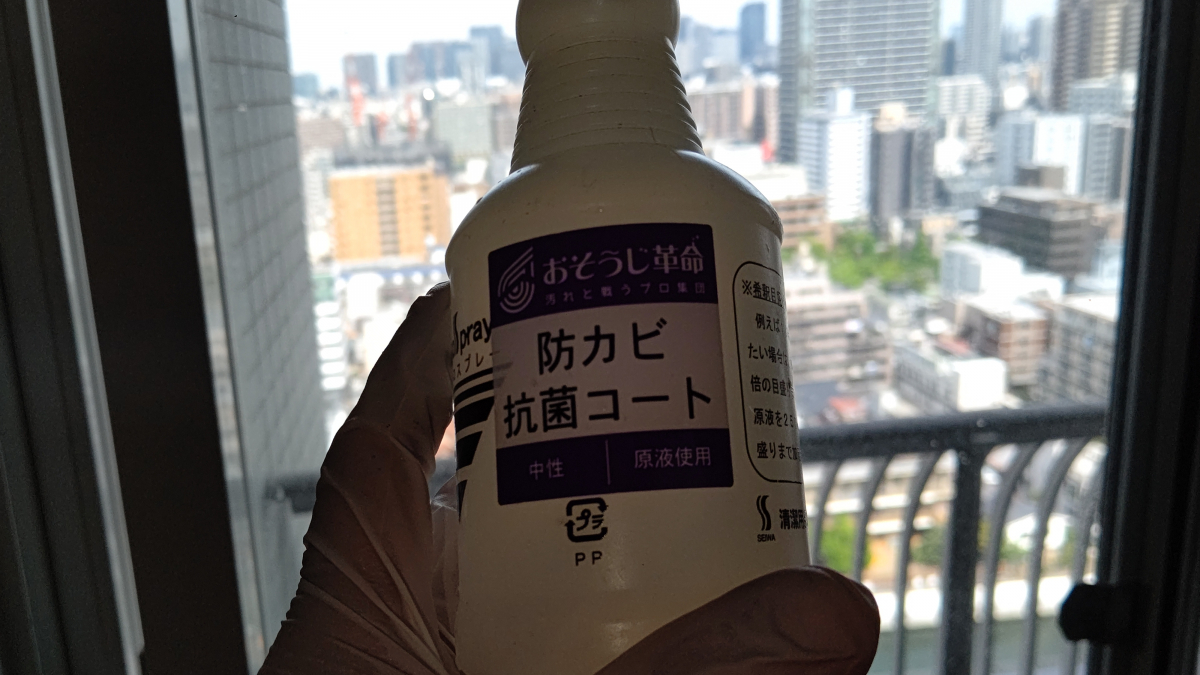 おそうじ革命
汚れと戦うプロ集団
防カビ
抗菌コート
中性
原液使用
プラ
PP
Spray
スプレー
※希釈目
例えば
たい場合
倍の目盛
原液を2
盛りまで
SEIWA
清潔